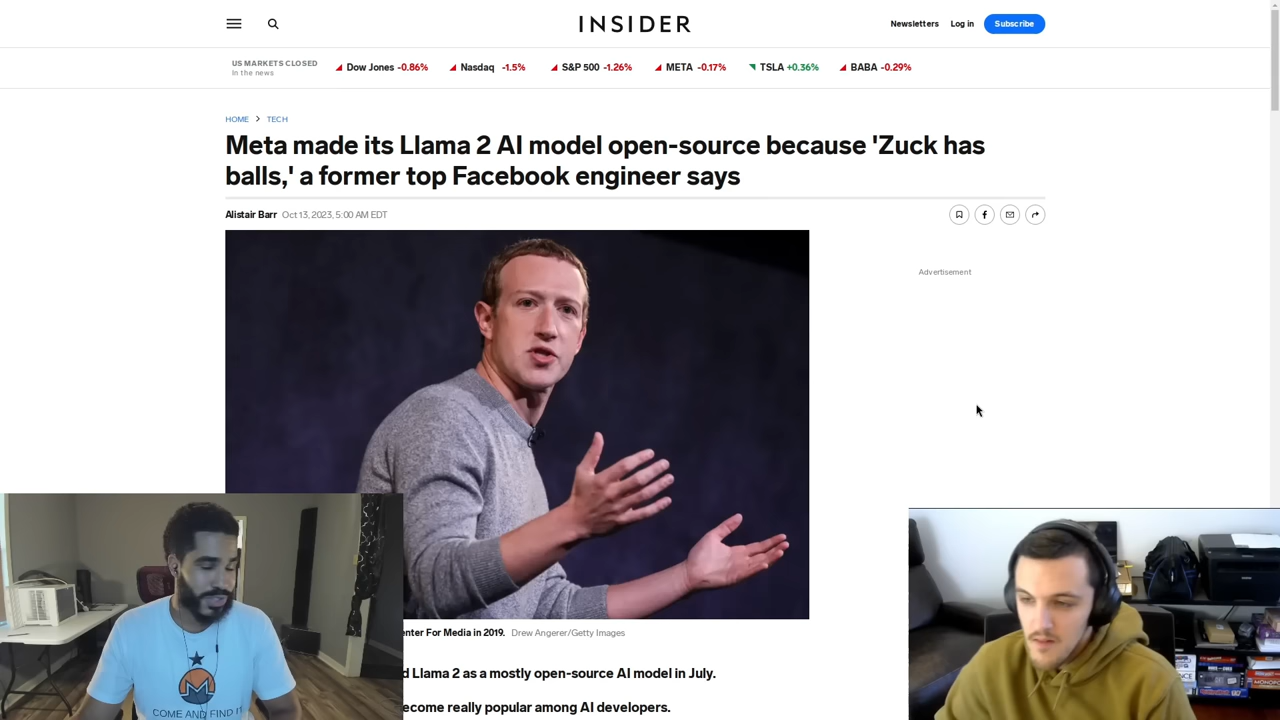 INSIDER
Newsletters Log in Subscribe
US MARKETS CLOSED
In the news
Dow Jones -0.86% Nasdaq -1.5% S&P 500 -1.26% META -0.17% TSLA +0.36% BABA -0.29%
HOME > TECH
Meta made its Llama 2 AI model open-source because 'Zuck has
balls,' a former top Facebook engineer says
Alistair Barr Oct 13, 2023, 5:00 AM EDT
Advertisement
enter For Media in 2019. Drew Angerer/Getty Images
d Llama 2 as a mostly open-source AI model in July.
ecome really popular among AI developers.
COME AND FIND IT